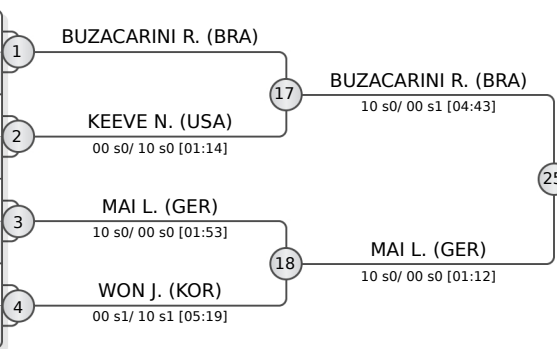 1
BUZACARINI R. (BRA)
17
BUZACARINI R. (BRA)
10 s0/ 00 s1 [04:43]
2
KEEVE N. (USA)
00 s0/ 10 s0 [01:14]
25
3
MAI L. (GER)
10 s0/ 00 s0 [01:53]
18
MAI L. (GER)
10 s0/ 00 s0 [01:12]
4
WON J. (KOR)
00 s1/ 10 s1 [05:19]